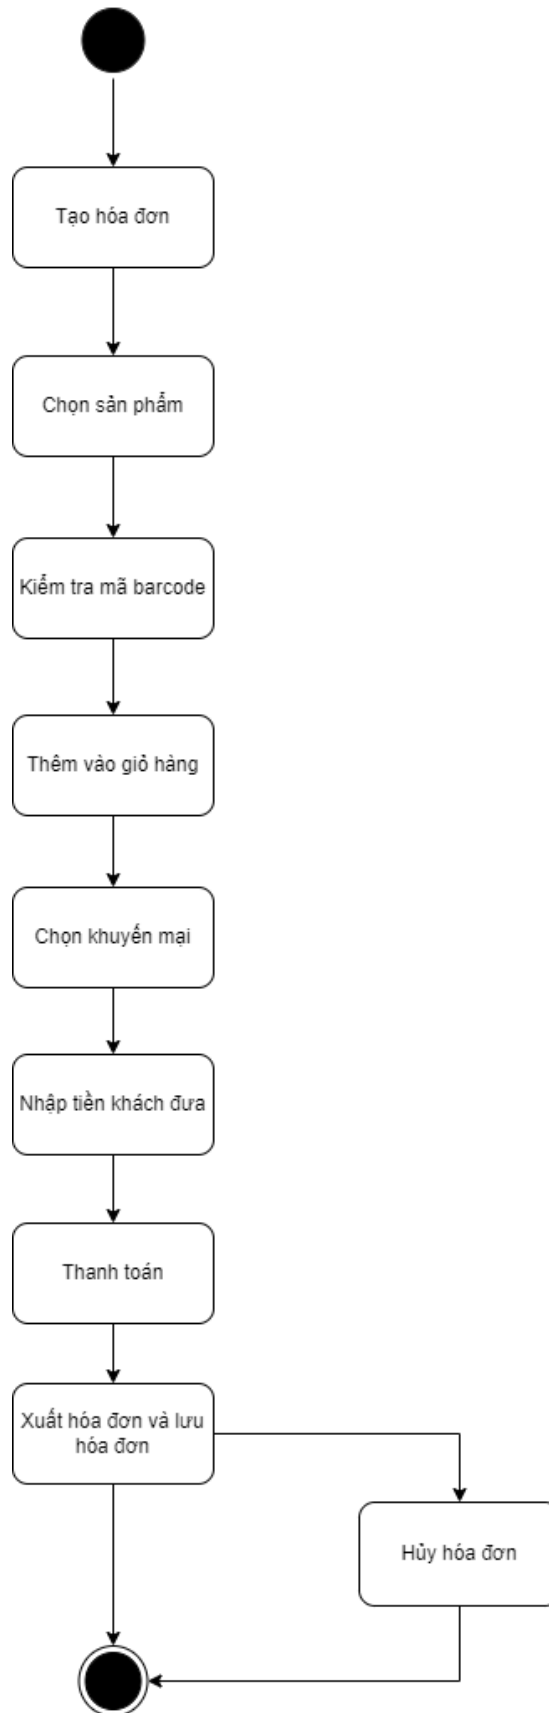 Tạo hóa đơn
Chọn sản phẩm
Kiểm tra mã barcode
Thêm vào giỏ hàng
Chọn khuyến mại
Nhập tiền khách đưa
Thanh toán
Xuất hóa đơn và lưu
hóa đơn
Hủy hóa đơn